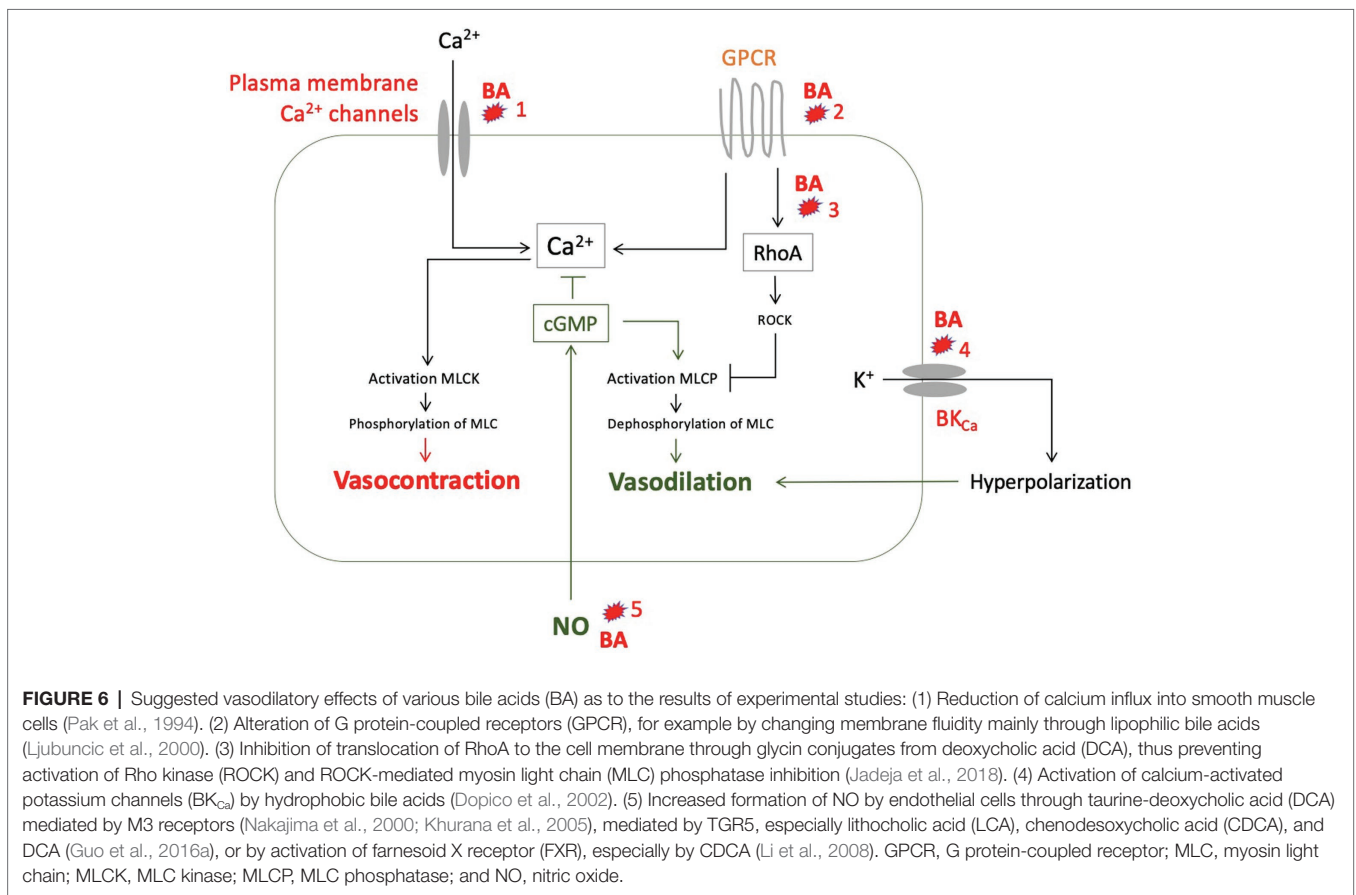 Ca²⁺
GPCR
Plasma membrane
Ca²⁺ channels
BA
1
BA
2
BA
3
Ca²⁺
RhoA
cGMP
ROCK
BA
4
Activation MLCK
Activation MLCP
K⁺
Phosphorylation of MLC
Dephosphorylation of MLC
BKCa
Vasocontraction
Vasodilation
Hyperpolarization
5
NO
BA
FIGURE 6 | Suggested vasodilatory effects of various bile acids (BA) as to the results of experimental studies: (1) Reduction of calcium influx into smooth muscle
cells (Pak et al., 1994). (2) Alteration of G protein-coupled receptors (GPCR), for example by changing membrane fluidity mainly through lipophilic bile acids
(Ljubuncic et al., 2000). (3) Inhibition of translocation of RhoA to the cell membrane through glycin conjugates from deoxycholic acid (DCA), thus preventing
activation of Rho kinase (ROCK) and ROCK-mediated myosin light chain (MLC) phosphatase inhibition (Jadeja et al., 2018). (4) Activation of calcium-activated
potassium channels (BKCa) by hydrophobic bile acids (Dopico et al., 2002). (5) Increased formation of NO by endothelial cells through taurine-deoxycholic acid (DCA)
mediated by M3 receptors (Nakajima et al., 2000; Khurana et al., 2005), mediated by TGR5, especially lithocholic acid (LCA), chenodesoxycholic acid (CDCA), and
DCA (Guo et al., 2016a), or by activation of farnesoid X receptor (FXR), especially by CDCA (Li et al., 2008). GPCR, G protein-coupled receptor; MLC, myosin light
chain; MLCK, MLC kinase; MLCP, MLC phosphatase; and NO, nitric oxide.